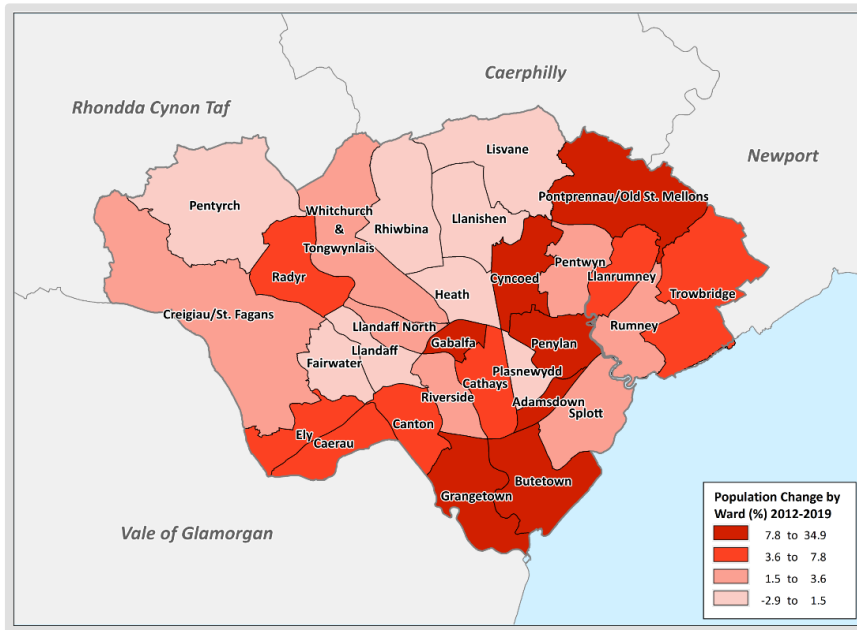 Caerphilly
Rhondda Cynon Taf
Newport
Lisvane
Pontprennau/Old St. Mellons
Pentyrch
Whitchurch
&
Tongwynlais
Llanishen
Rhiwbina
Pentwyn
Radyr
Cyncoed
Llanrumney
Trowbridge
Heath
Creigiau/St. Fagans
Llandaff North
Rumney
Gabalfa
Penylan
Llandaff
Fairwater
Plasnewydd
Cathays
Riverside
Adamsdown
Splott
Canton
Ely
Caerau
Butetown
Grangetown
Vale of Glamorgan
Population Change by
Ward (%) 2012-2019
7.8 to 34.9
3.6 to 7.8
1.5 to 3.6
-2.9 to 1.5